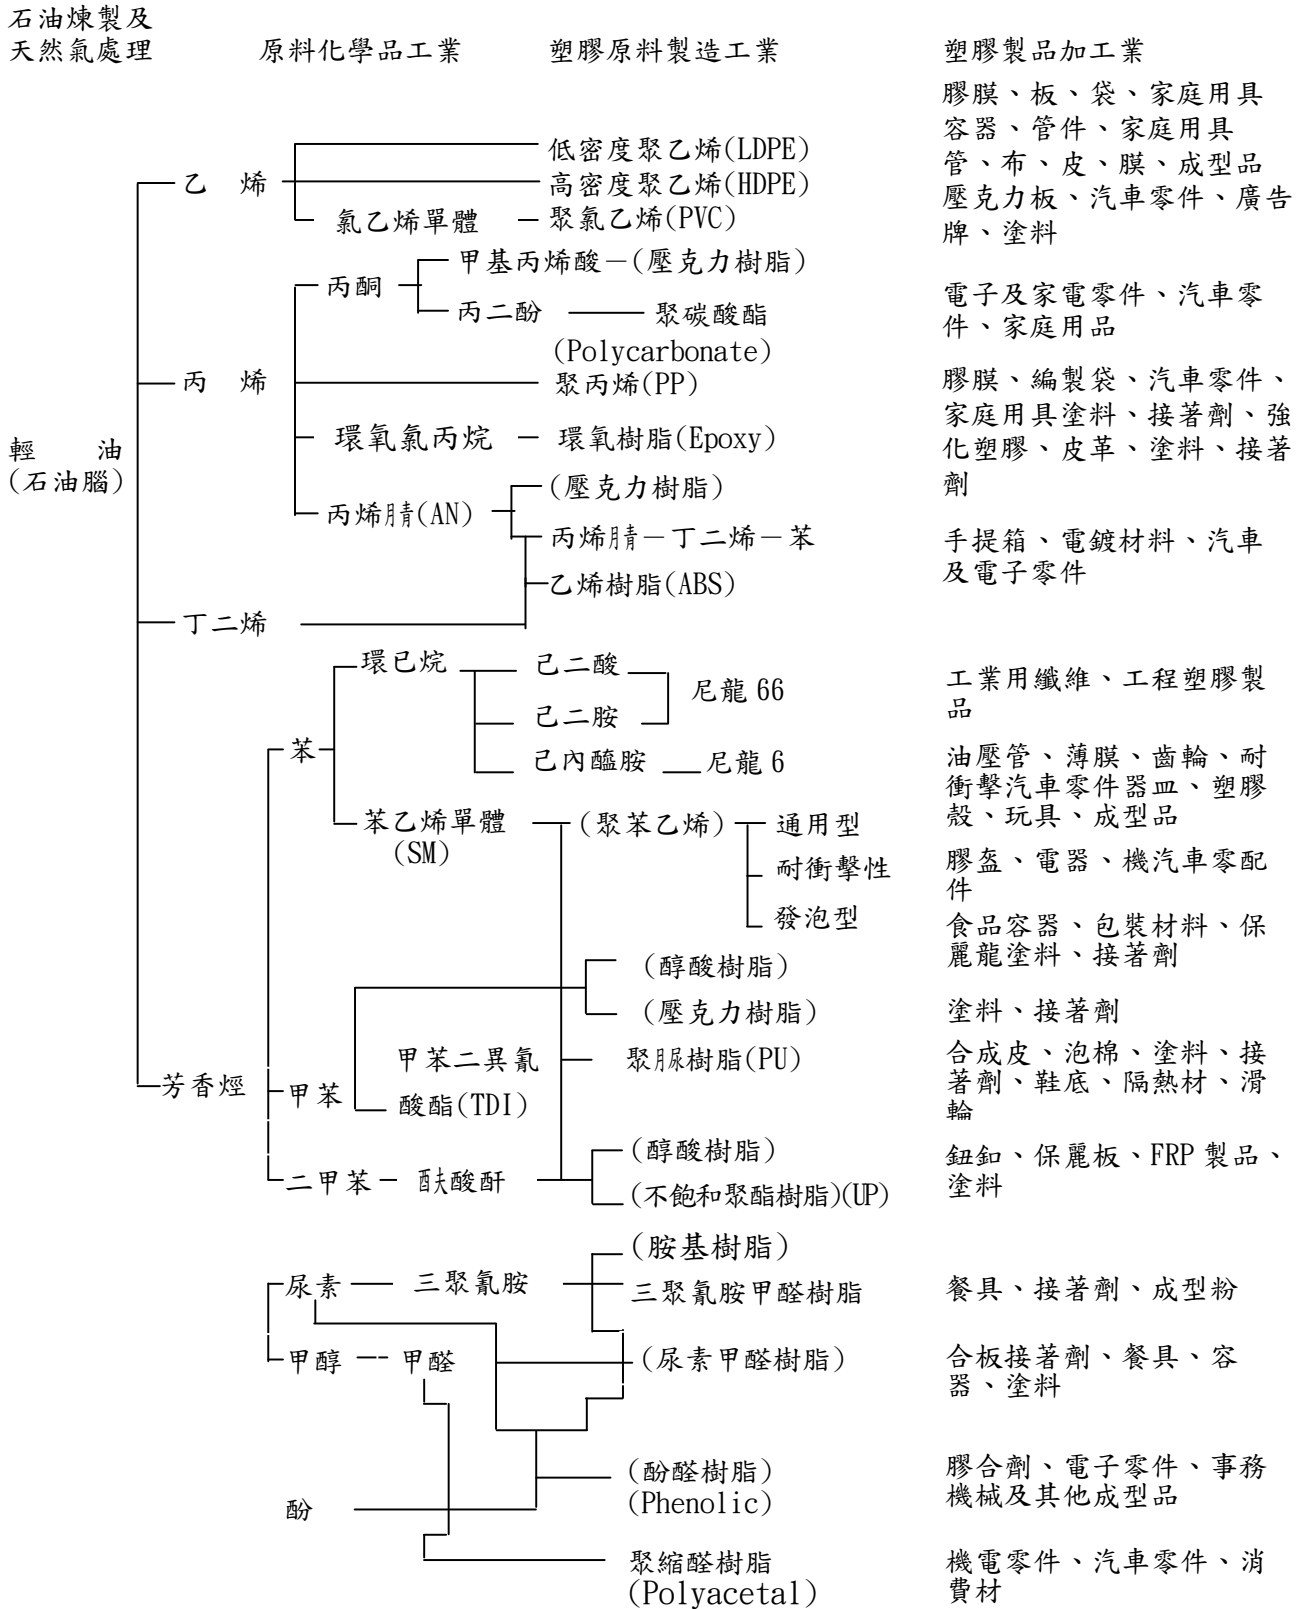 石油煉製及
天然氣處理
原料化學品工業
塑膠原料製造工業
塑膠製品加工業
膠膜、板、袋、家庭用具
容器、管件、家庭用具
低密度聚乙烯(LDPE)
管、布、皮、膜、成型品
乙 烯
高密度聚乙烯(HDPE)
壓克力板、汽車零件、廣告
氯乙烯單體
聚氯乙烯(PVC)
牌、塗料
甲基丙烯酸－(壓克力樹脂)
丙酮
電子及家電零件、汽車零
丙二酚
聚碳酸酯
件、家庭用品
(Polycarbonate)
丙 烯
聚丙烯(PP)
膠膜、編製袋、汽車零件、
家庭用具塗料、接著劑、強
輕 油
環氧氯丙烷
環氧樹脂(Epoxy)
化塑膠、皮革、塗料、接著
(石油腦)
劑
(壓克力樹脂)
丙烯腈(AN)
丙烯腈－丁二烯－苯
手提箱、電鍍材料、汽車
及電子零件
乙烯樹脂(ABS)
丁二烯
環已烷
己二酸
尼龍 66
工業用纖維、工程塑膠製
品
己二胺
苯
己內醯胺
尼龍 6
油壓管、薄膜、齒輪、耐
衝擊汽車零件器皿、塑膠
殼、玩具、成型品
苯乙烯單體
(SM)
(聚苯乙烯)
通用型
耐衝擊性
膠盔、電器、機汽車零配
件
發泡型
食品容器、包裝材料、保
麗龍塗料、接著劑
(醇酸樹脂)
(壓克力樹脂)
塗料、接著劑
甲苯二異氰
聚脲樹脂(PU)
合成皮、泡棉、塗料、接
著劑、鞋底、隔熱材、滑
輪
芳香烴
甲苯
酸酯(TDI)
(醇酸樹脂)
鈕釦、保麗板、FRP 製品、
塗料
二甲苯
酞酸酐
(不飽和聚酯樹脂)(UP)
(胺基樹脂)
尿素
三聚氰胺
三聚氰胺甲醛樹脂
餐具、接著劑、成型粉
甲醇
甲醛
(尿素甲醛樹脂)
合板接著劑、餐具、容
器、塗料
(酚醛樹脂)
(Phenolic)
膠合劑、電子零件、事務
機械及其他成型品
酚
聚縮醛樹脂
(Polyacetal)
機電零件、汽車零件、消
費材